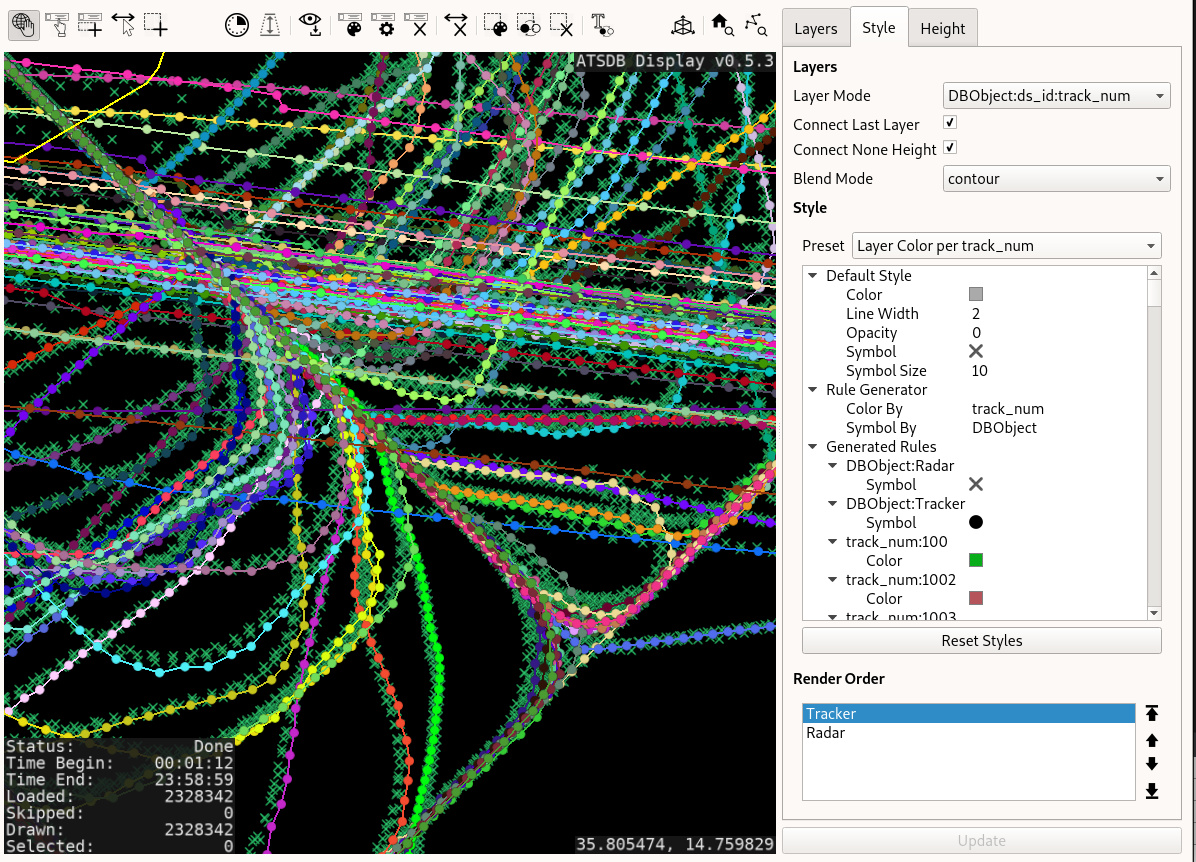 ATSDB Display v0.5.3
Status: Done
Time Begin: 00:01:12
Time End: 23:58:59
Loaded: 2328342
Skipped: 0
Drawn: 2328342
Selected: 0
35.805474, 14.759829
Layers Style Height
Layers
Layer Mode DBObject:ds_id:track_num
Connect Last Layer
Connect None Height
Blend Mode contour
Style
Preset Layer Color per track_num
Default Style
Color
Line Width 2
Opacity 0
Symbol
Symbol Size 10
Rule Generator
Color By track_num
Symbol By DBObject
Generated Rules
DBObject:Radar
Symbol
DBObject:Tracker
Symbol
track_num:100
Color
track_num:1002
Color
track_num:1003
Reset Styles
Render Order
Tracker
Radar
Update